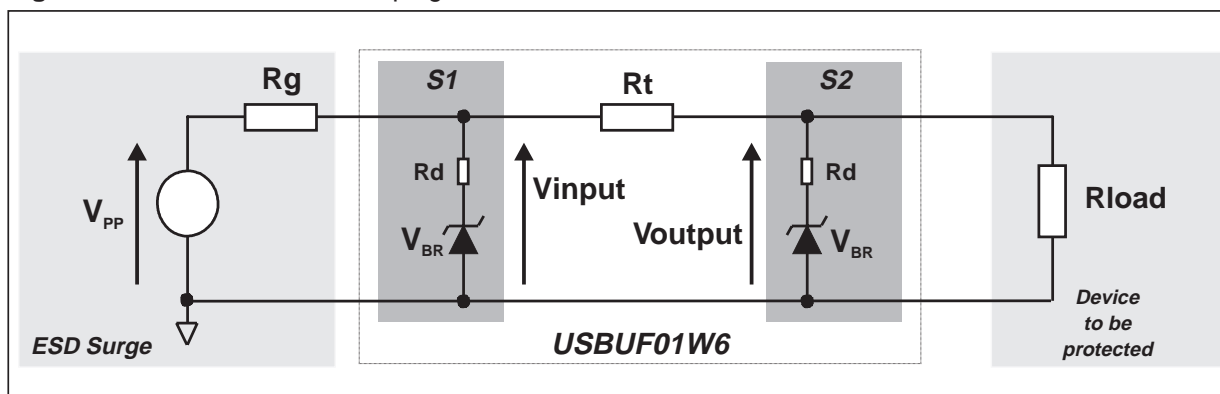 S1
S2
Rg
Rt
Rd
Rd
Vinput
Rload
VPP
Voutput
VBR
VBR
Device
to be
protected
ESD Surge
USBUF01W6